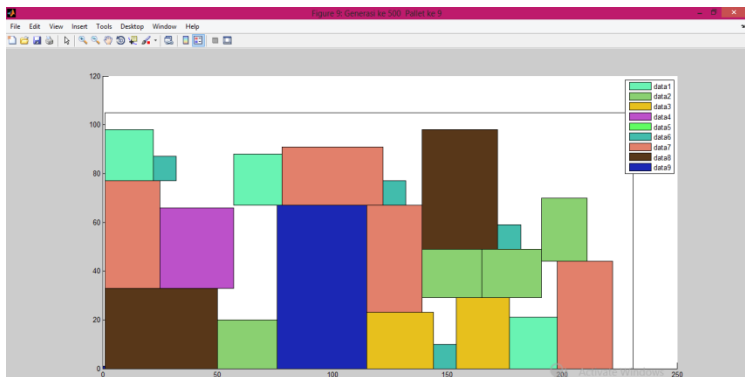 Figure 9: Generasi ke 500 Pallet ke 9
File Edit View Insert Tools Desktop Window Help
120
100
80
60
40
20
0
0 50 100 150 200 250
data1
data2
data3
data4
data5
data6
data7
data8
data9
Activate Windows